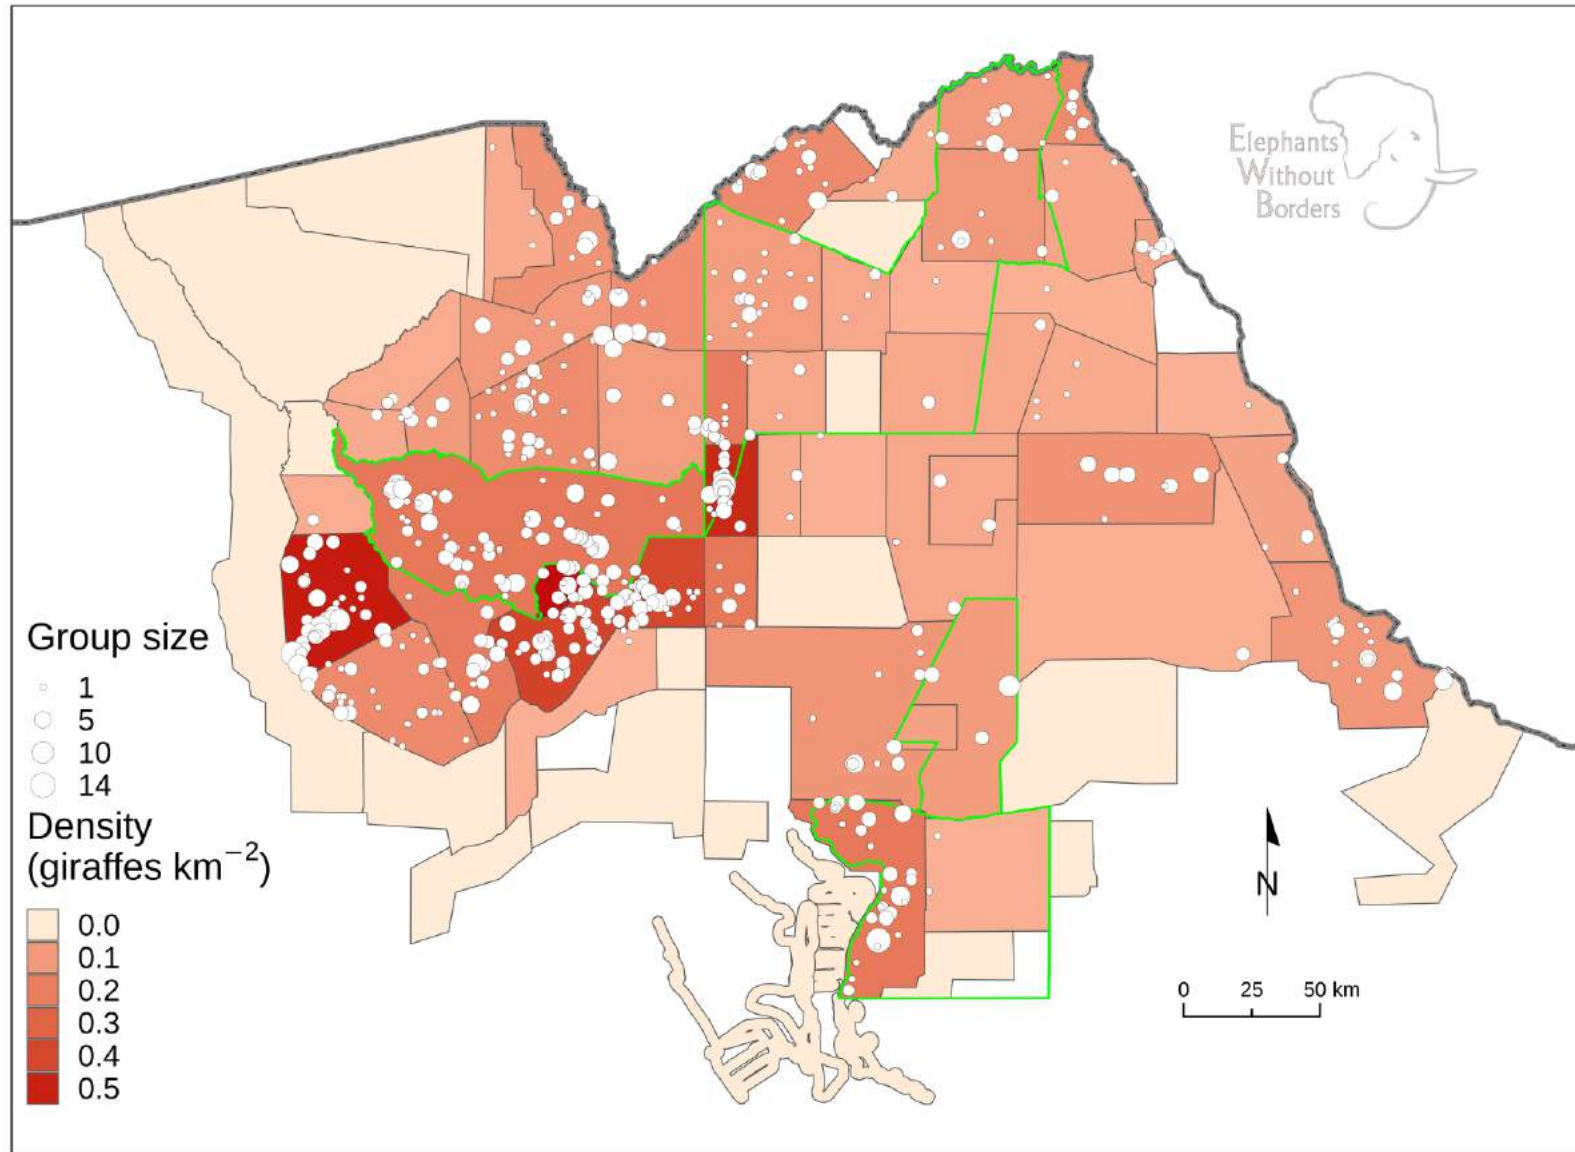 Elephants
Without
Borders
Group size
1
5
10
14
Density
(giraffes km⁻²)
0.0
0.1
0.2
0.3
0.4
0.5
N
0 25 50 km